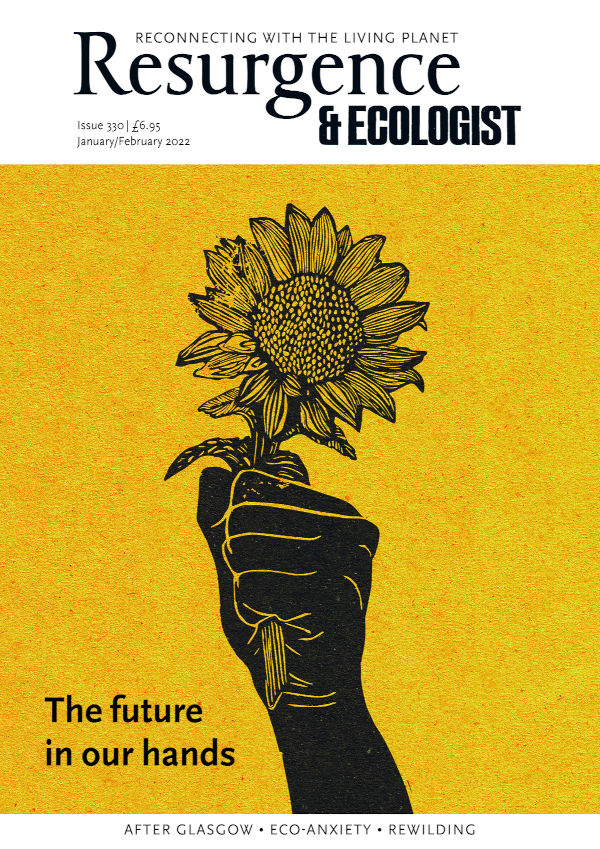 RECONNECTING WITH THE LIVING PLANET
Resurgence
& ECOLOGIST
Issue 330 | £6.95
January/February 2022
The future
in our hands
AFTER GLASGOW • ECO-ANXIETY • REWILDING